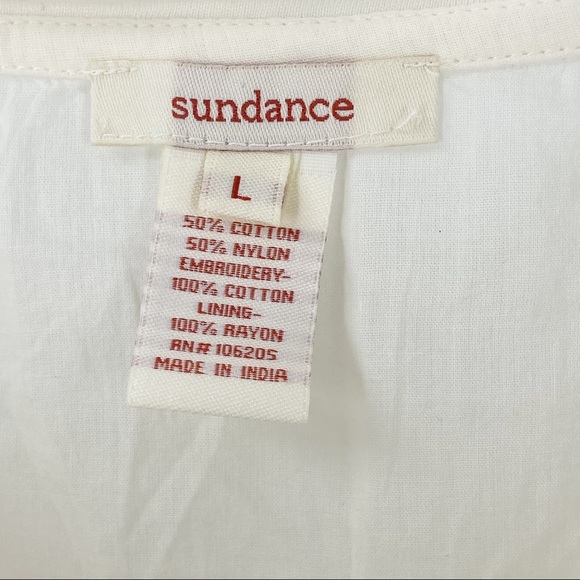 sundance
L
50% COTTON
50% NYLON
EMBROIDERY-
100% COTTON
LINING-
100% RAYON
RN# 106205
MADE IN INDIA